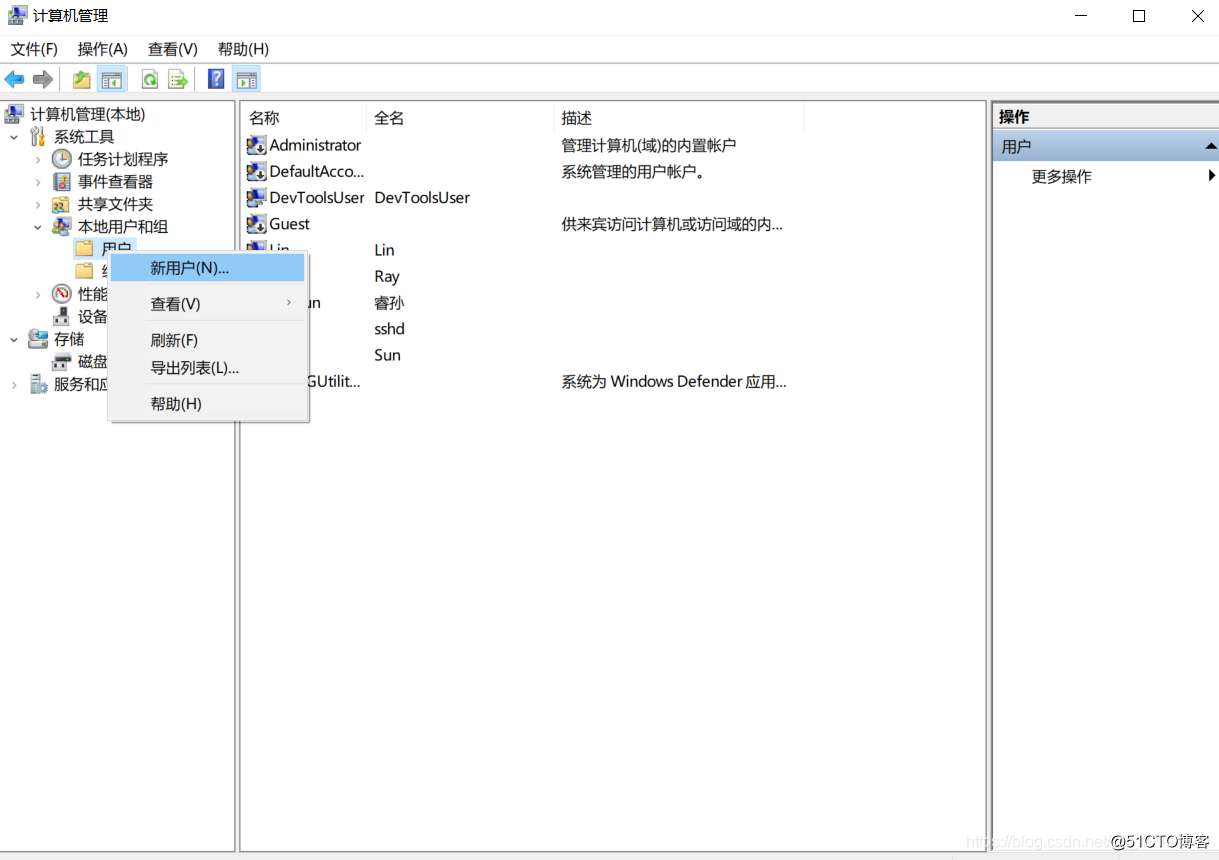 计算机管理
文件(F) 操作(A) 查看(V) 帮助(H)
计算机管理(本地)
系统工具
任务计划程序
事件查看器
共享文件夹
本地用户和组
用户
性能
设备
存储
磁盘
服务和应
新用户(N)...
查看(V)
刷新(F)
导出列表(L)...
帮助(H)
名称 全名 描述
Administrator 管理计算机(域)的内置帐户
DefaultAcco... 系统管理的用户帐户。
DevToolsUser DevToolsUser
Guest 供来宾访问计算机或访问域的内...
Lin Lin
Ray
un 睿孙
sshd
Sun
GUtilit... 系统为 Windows Defender 应用...
操作
用户
更多操作
https://blog.csdn.net
@51CTO博客